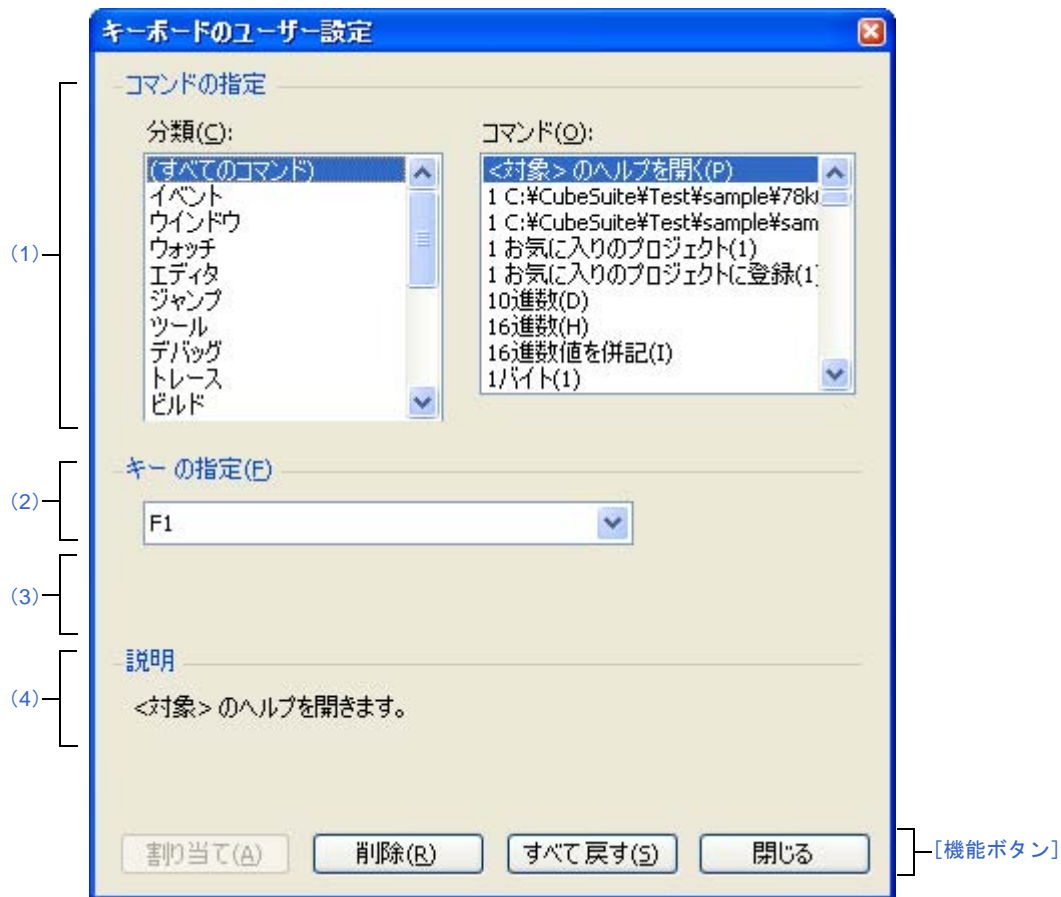 キーボードのユーザー設定
(1)
コマンドの指定
分類(C):
(すべてのコマンド)
イベント
ウインドウ
ウォッチ
エディタ
ジャンプ
ツール
デバッグ
トレース
ビルド
コマンド(O):
<対象> のヘルプを開く(P)
1 C:¥CubeSuite¥Test¥sample¥78k
1 C:¥CubeSuite¥Test¥sample¥sam
1 お気に入りのプロジェクト(1)
1 お気に入りのプロジェクトに登録(1)
10進数(D)
16進数(H)
16進数値を併記(I)
1バイト(1)
(2)
キー の指定(F)
F1
(3)
(4)
説明
<対象> のヘルプを開きます。
割り当て(A)
削除(R)
すべて戻す(S)
閉じる
[機能ボタン]